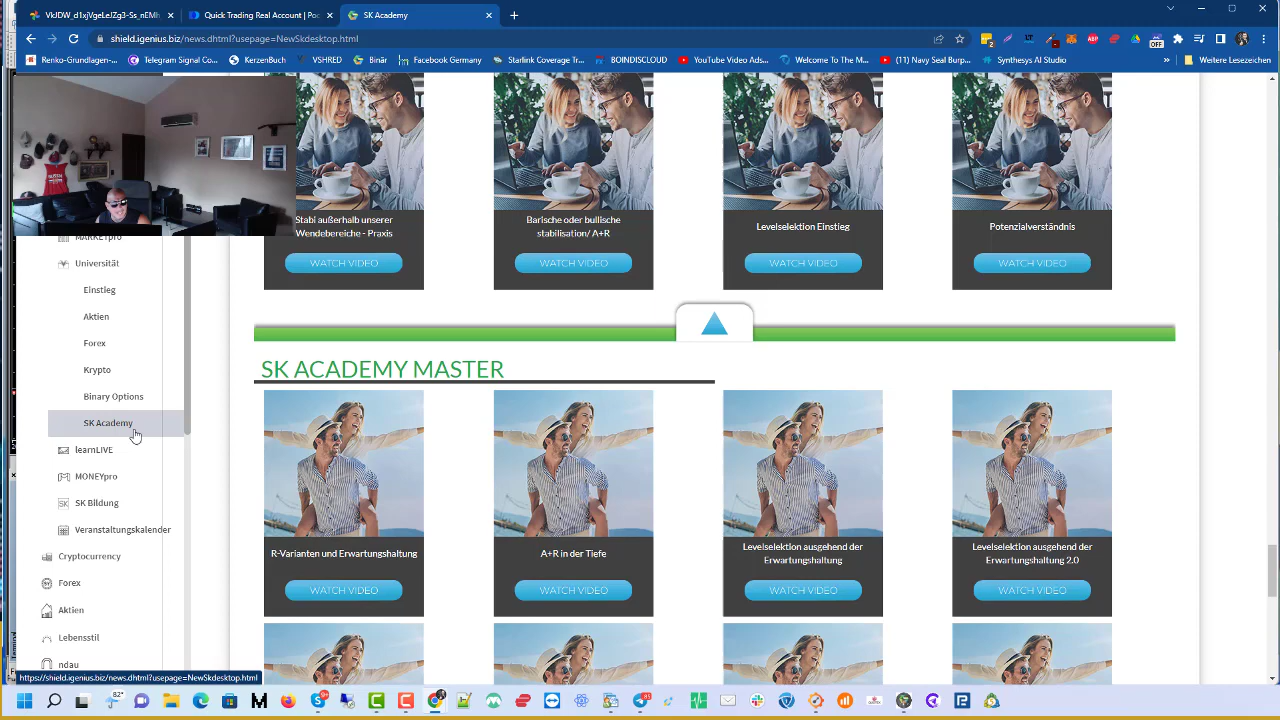 VkJDW_d1xjVgeLeJZg3-Ss_nEMh
Quick Trading Real Account | Poc
SK Academy
shield.igenius.biz/news.dhtml?usepage=NewSkdesktop.html
Renko-Grundlagen-...
Telegram Signal Co...
KerzenBuch
VSHRED
Binär
Facebook Germany
Starlink Coverage Tra...
BOINDISCLOUD
YouTube Video Ads...
(11) Navy Seal Burp...
Welcome To The M...
Synthesys AI Studio
Weitere Lesezeichen
MARKETpro
Universität
Einstieg
Aktien
Forex
Krypto
Binary Options
SK Academy
learnLIVE
MONEYpro
SK Bildung
Veranstaltungskalender
Cryptocurrency
Forex
Aktien
Lebensstil
ndau
Stabi außerhalb unserer
Wendebereiche - Praxis
WATCH VIDEO
Barische oder bullische
stabilisation/ A+R
WATCH VIDEO
Levelselektion Einstieg
WATCH VIDEO
Potenzialverständnis
WATCH VIDEO
SK ACADEMY MASTER
R-Varianten und Erwartungshaltung
WATCH VIDEO
A+R in der Tiefe
WATCH VIDEO
Levelselektion ausgehend der
Erwartungshaltung
WATCH VIDEO
Levelselektion ausgehend der
Erwartungshaltung 2.0
WATCH VIDEO
https://shield.igenius.biz/news.dhtml?usepage=NewSkdesktop.html
82°